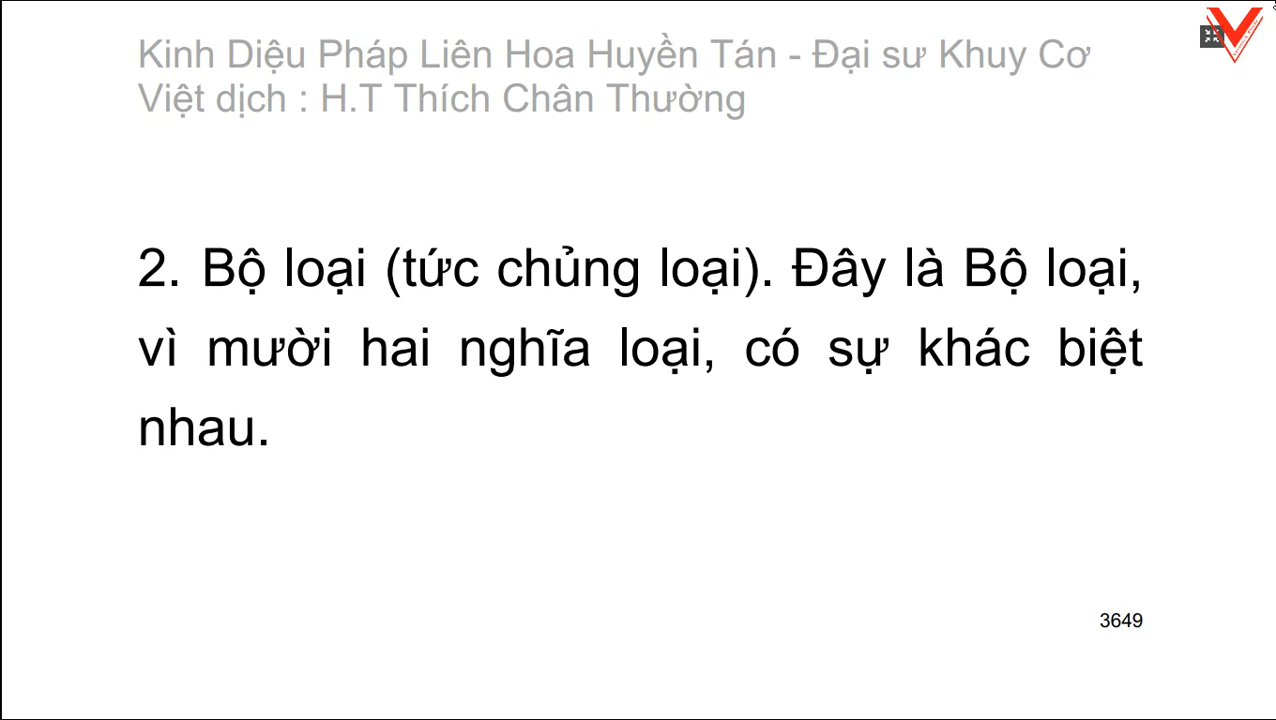 Kinh Diệu Pháp Liên Hoa Huyền Tán - Đại sư Khuy Cơ
Việt dịch : H.T Thích Chân Thường
2. Bộ loại (tức chủng loại). Đây là Bộ loại,
vì mười hai nghĩa loại, có sự khác biệt
nhau.
3649